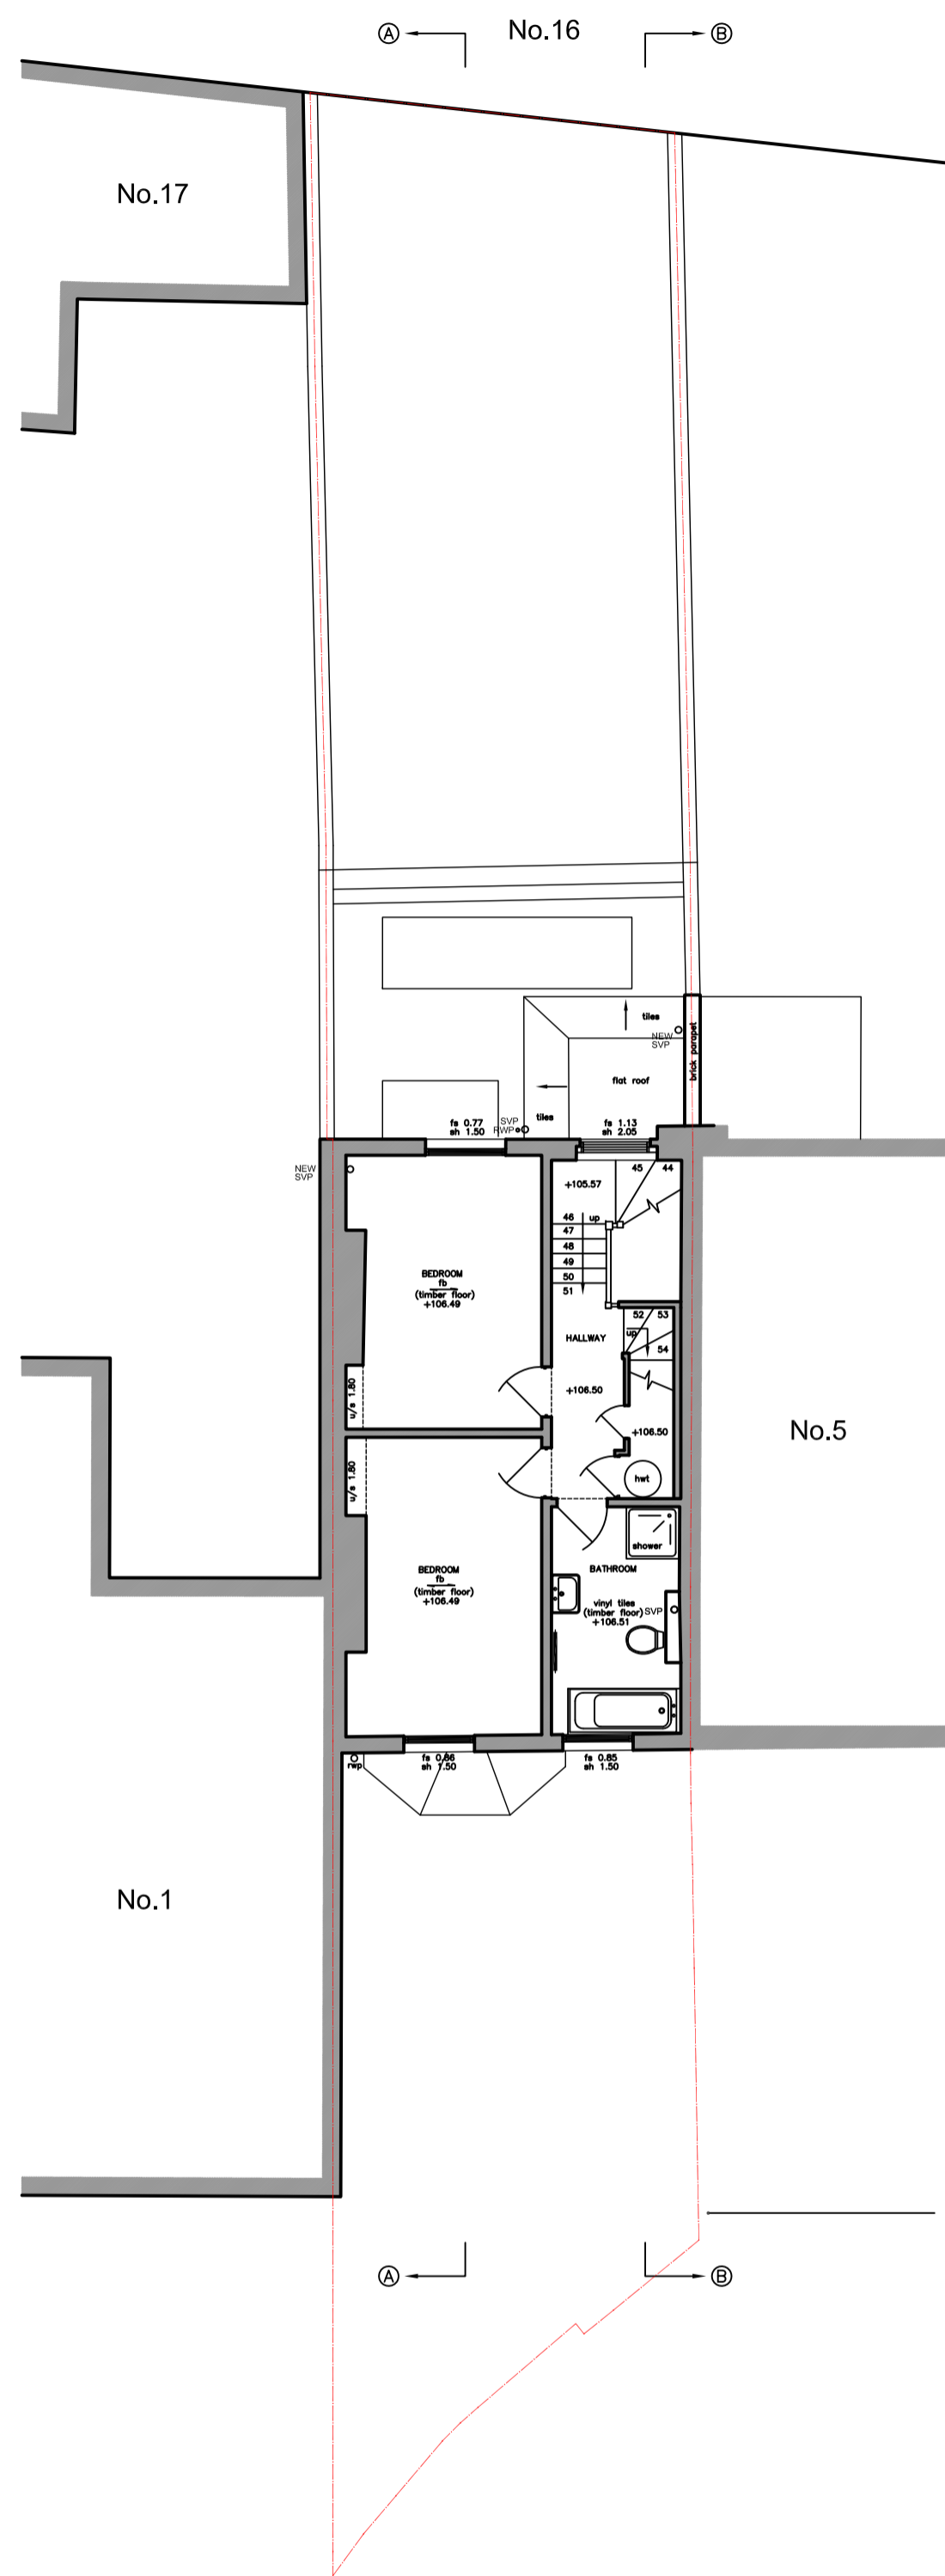 No.16
A
B
No.17
tiles
NEW
SVP
brick parapet
flat roof
tiles
fs 0.77
sh 1.50
SVP
RWP
fs 1.13
sh 2.05
NEW
SVP
45
44
+105.57
46
up
47
48
49
50
51
BEDROOM
fb
(timber floor)
+106.49
52
53
up
54
HALLWAY
u/s 1.80
+106.50
+106.50
No.5
u/s 1.80
hwt
shower
BEDROOM
fb
(timber floor)
+106.49
BATHROOM
vinyl tiles
(timber floor)
+106.51
SVP
rwp
fs 0.86
sh 1.50
fs 0.85
sh 1.50
No.1
A
B